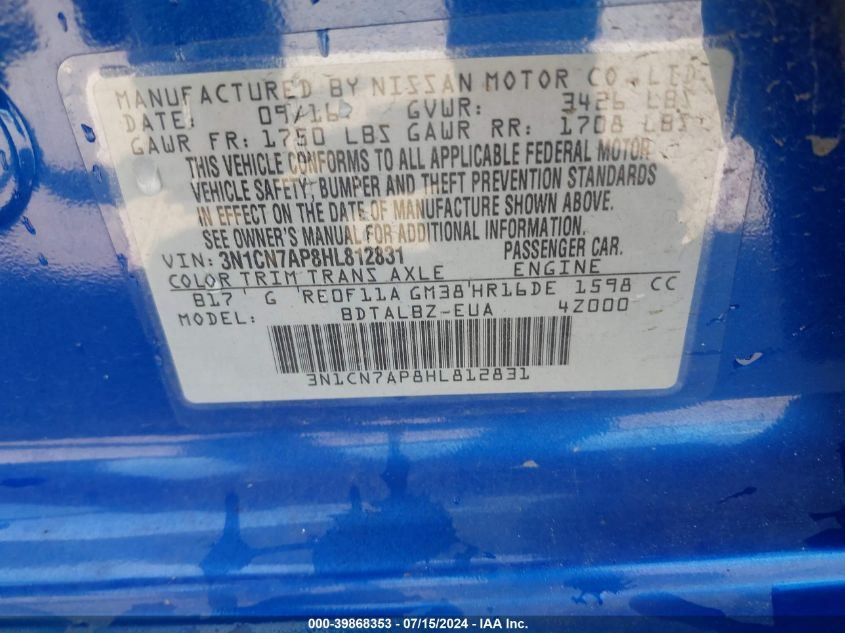 MANUFACTURED BY NISSAN MOTOR CO.,LTD.
DATE: 09/16 GVWR: 3426 LBS
GAWR FR: 1750 LBS GAWR RR: 1708 LBS
THIS VEHICLE CONFORMS TO ALL APPLICABLE FEDERAL MOTOR
VEHICLE SAFETY, BUMPER AND THEFT PREVENTION STANDARDS
IN EFFECT ON THE DATE OF MANUFACTURE SHOWN ABOVE.
SEE OWNER'S MANUAL FOR ADDITIONAL INFORMATION.
VIN: 3N1CN7AP8HL812831 PASSENGER CAR.
COLOR TRIM TRANS AXLE ENGINE
B17 G RE0F11A GM38 HR16DE 1598 CC
MODEL: BDTALBZ-EUA 4Z000
3N1CN7AP8HL812831
000-39868353 - 07/15/2024 - IAAI.com